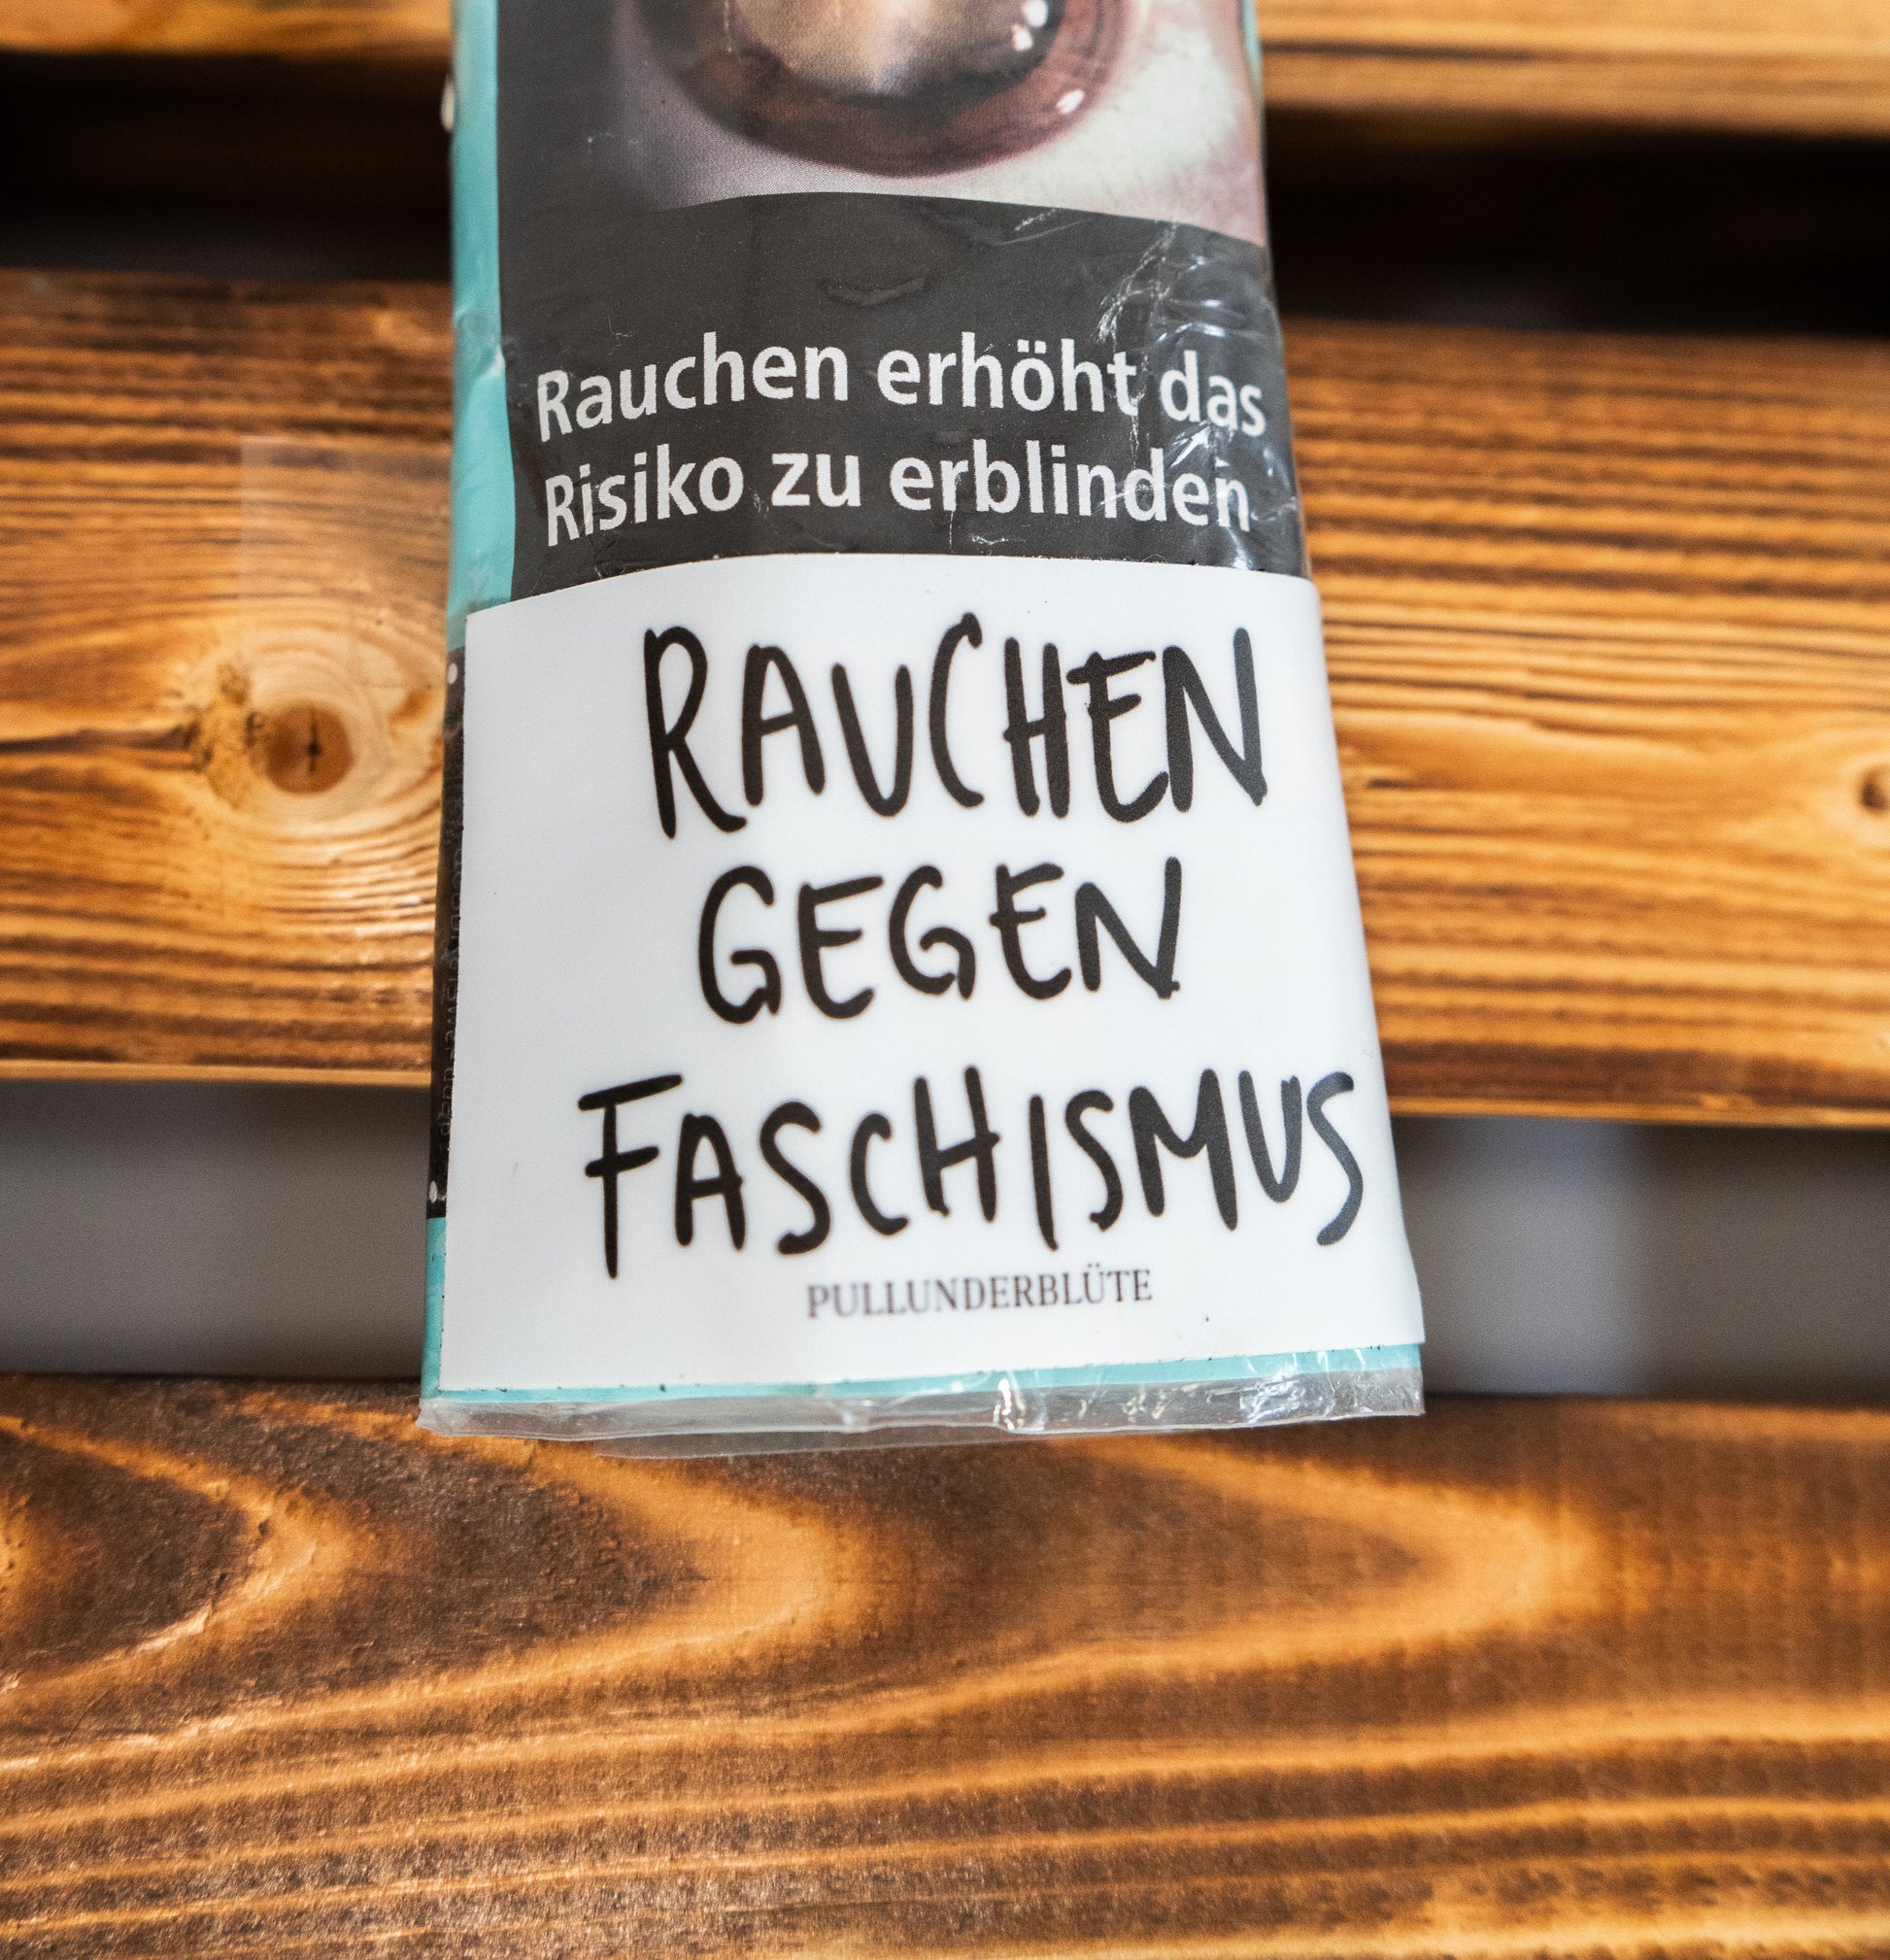 Rauchen erhöht das
Risiko zu erblinden
RAUCHEN
GEGEN
FASCHISMUS
PULLUNDERBLÜTE